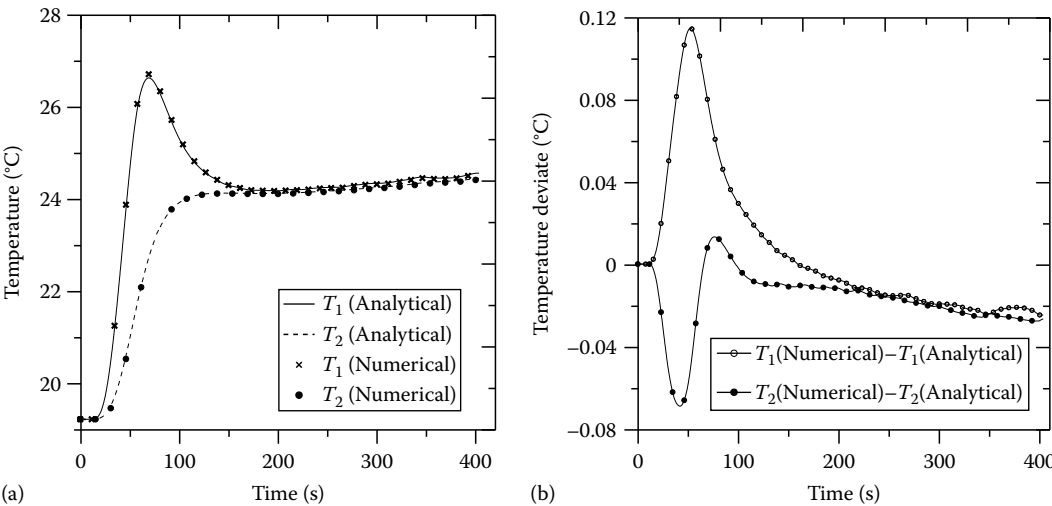 28
26
24
22
20
Temperature (°C)
T1 (Analytical)
T2 (Analytical)
T1 (Numerical)
T2 (Numerical)
0
100
200
300
400
Time (s)
(a)
0.12
0.08
0.04
0
–0.04
–0.08
Temperature deviate (°C)
T1(Numerical)–T1(Analytical)
T2(Numerical)–T2(Analytical)
0
100
200
300
400
Time (s)
(b)